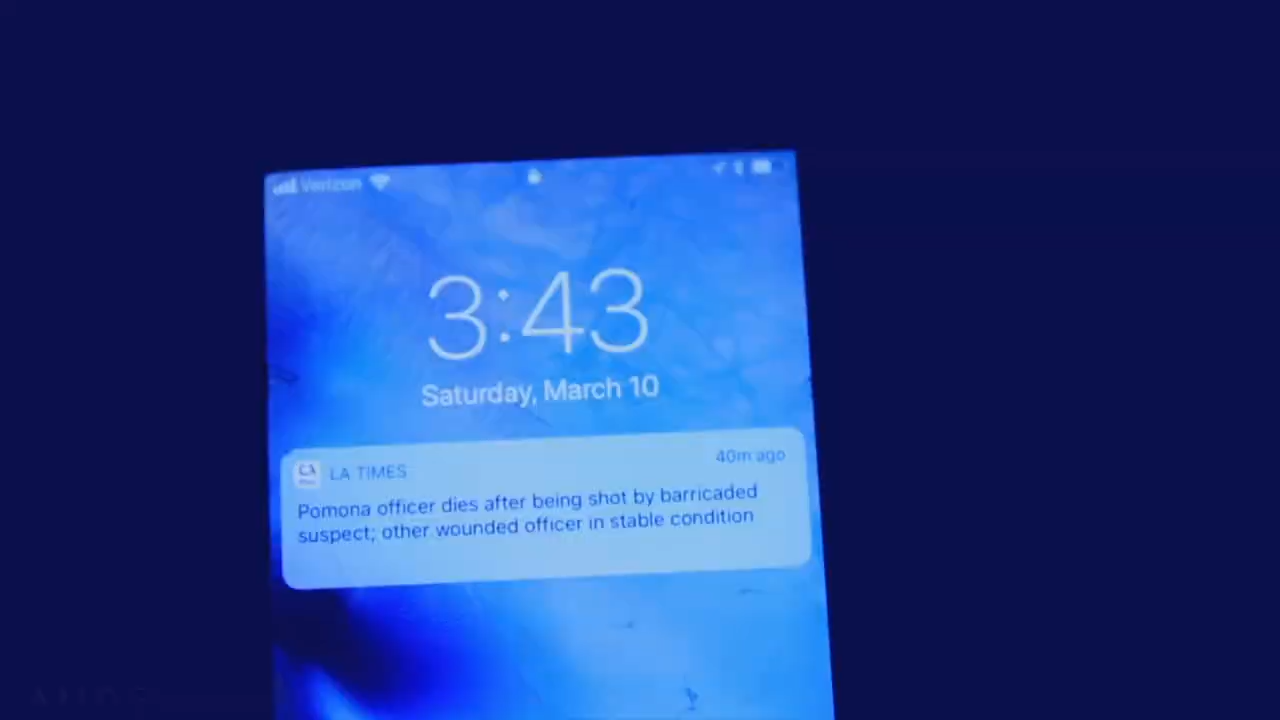 Verizon
3:43
Saturday, March 10
LA TIMES
40m ago
Pomona officer dies after being shot by barricaded
suspect; other wounded officer in stable condition